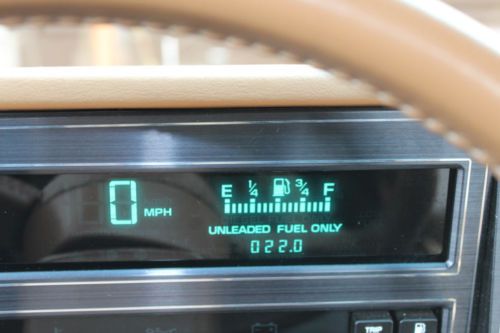 E 1/4 3/4 F
0 MPH
UNLEADED FUEL ONLY
022.0
TRIP